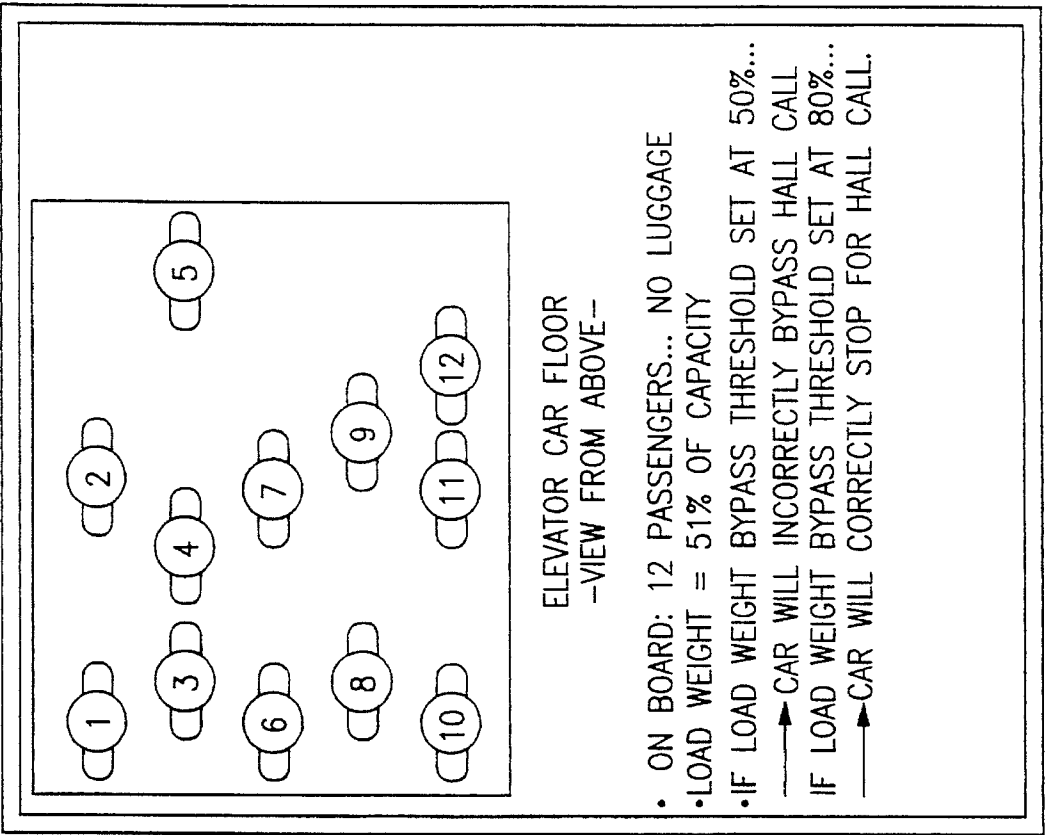 1 2
3 4 5
6 7
8 9
10 11 12
ELEVATOR CAR FLOOR
-VIEW FROM ABOVE-
• ON BOARD: 12 PASSENGERS... NO LUGGAGE
•LOAD WEIGHT = 51% OF CAPACITY
•IF LOAD WEIGHT BYPASS THRESHOLD SET AT 50%...
CAR WILL INCORRECTLY BYPASS HALL CALL
IF LOAD WEIGHT BYPASS THRESHOLD SET AT 80%...
CAR WILL CORRECTLY STOP FOR HALL CALL.